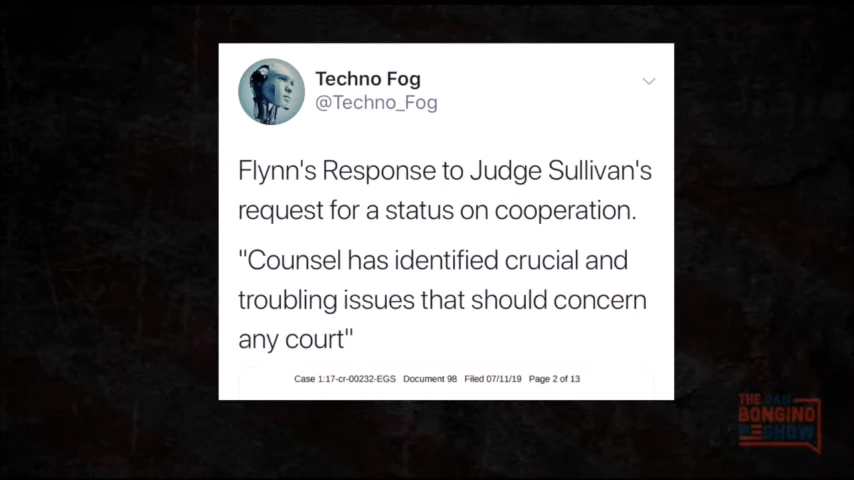 Techno Fog
@Techno_Fog
Flynn's Response to Judge Sullivan's
request for a status on cooperation.
"Counsel has identified crucial and
troubling issues that should concern
any court"
Case 1:17-cr-00232-EGS Document 98 Filed 07/11/19 Page 2 of 13
THE DAN
BONGINO
SHOW